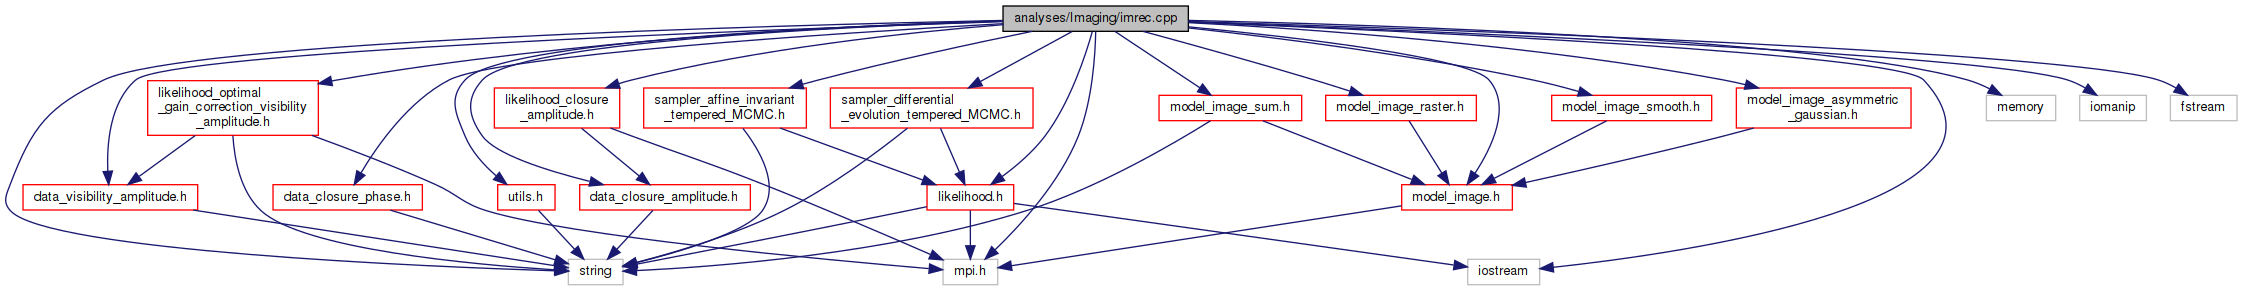 analyses/Imaging/imrec.cpp
likelihood_optimal
_gain_correction_visibility
_amplitude.h
likelihood_closure
_amplitude.h
sampler_affine_invariant
_tempered_MCMC.h
sampler_differential
_evolution_tempered_MCMC.h
model_image_sum.h
model_image_raster.h
model_image_smooth.h
model_image_asymmetric
_gaussian.h
memory
iomanip
fstream
data_visibility_amplitude.h
data_closure_phase.h
utils.h
data_closure_amplitude.h
likelihood.h
model_image.h
string
mpi.h
iostream